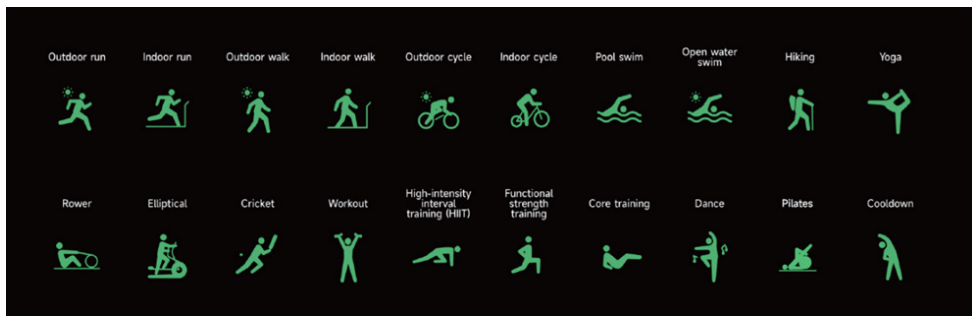 Outdoor run
Indoor run
Outdoor walk
Indoor walk
Outdoor cycle
Indoor cycle
Pool swim
Open water
swim
Hiking
Yoga
Rower
Elliptical
Cricket
Workout
High-intensity
interval
training (HIIT)
Functional
strength
training
Core training
Dance
Pilates
Cooldown